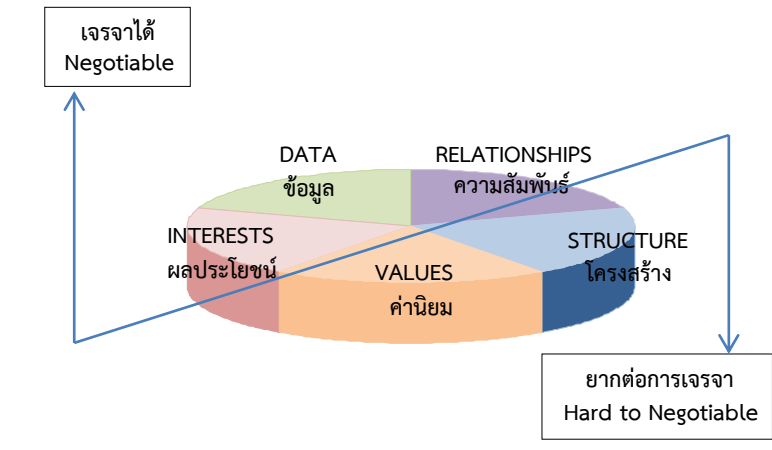 เจรจาได้
Negotiable
DATA
ข้อมูล
RELATIONSHIPS
ความสัมพันธ์
INTERESTS
ผลประโยชน์
VALUES
ค่านิยม
STRUCTURE
โครงสร้าง
ยากต่อการเจรจา
Hard to Negotiable